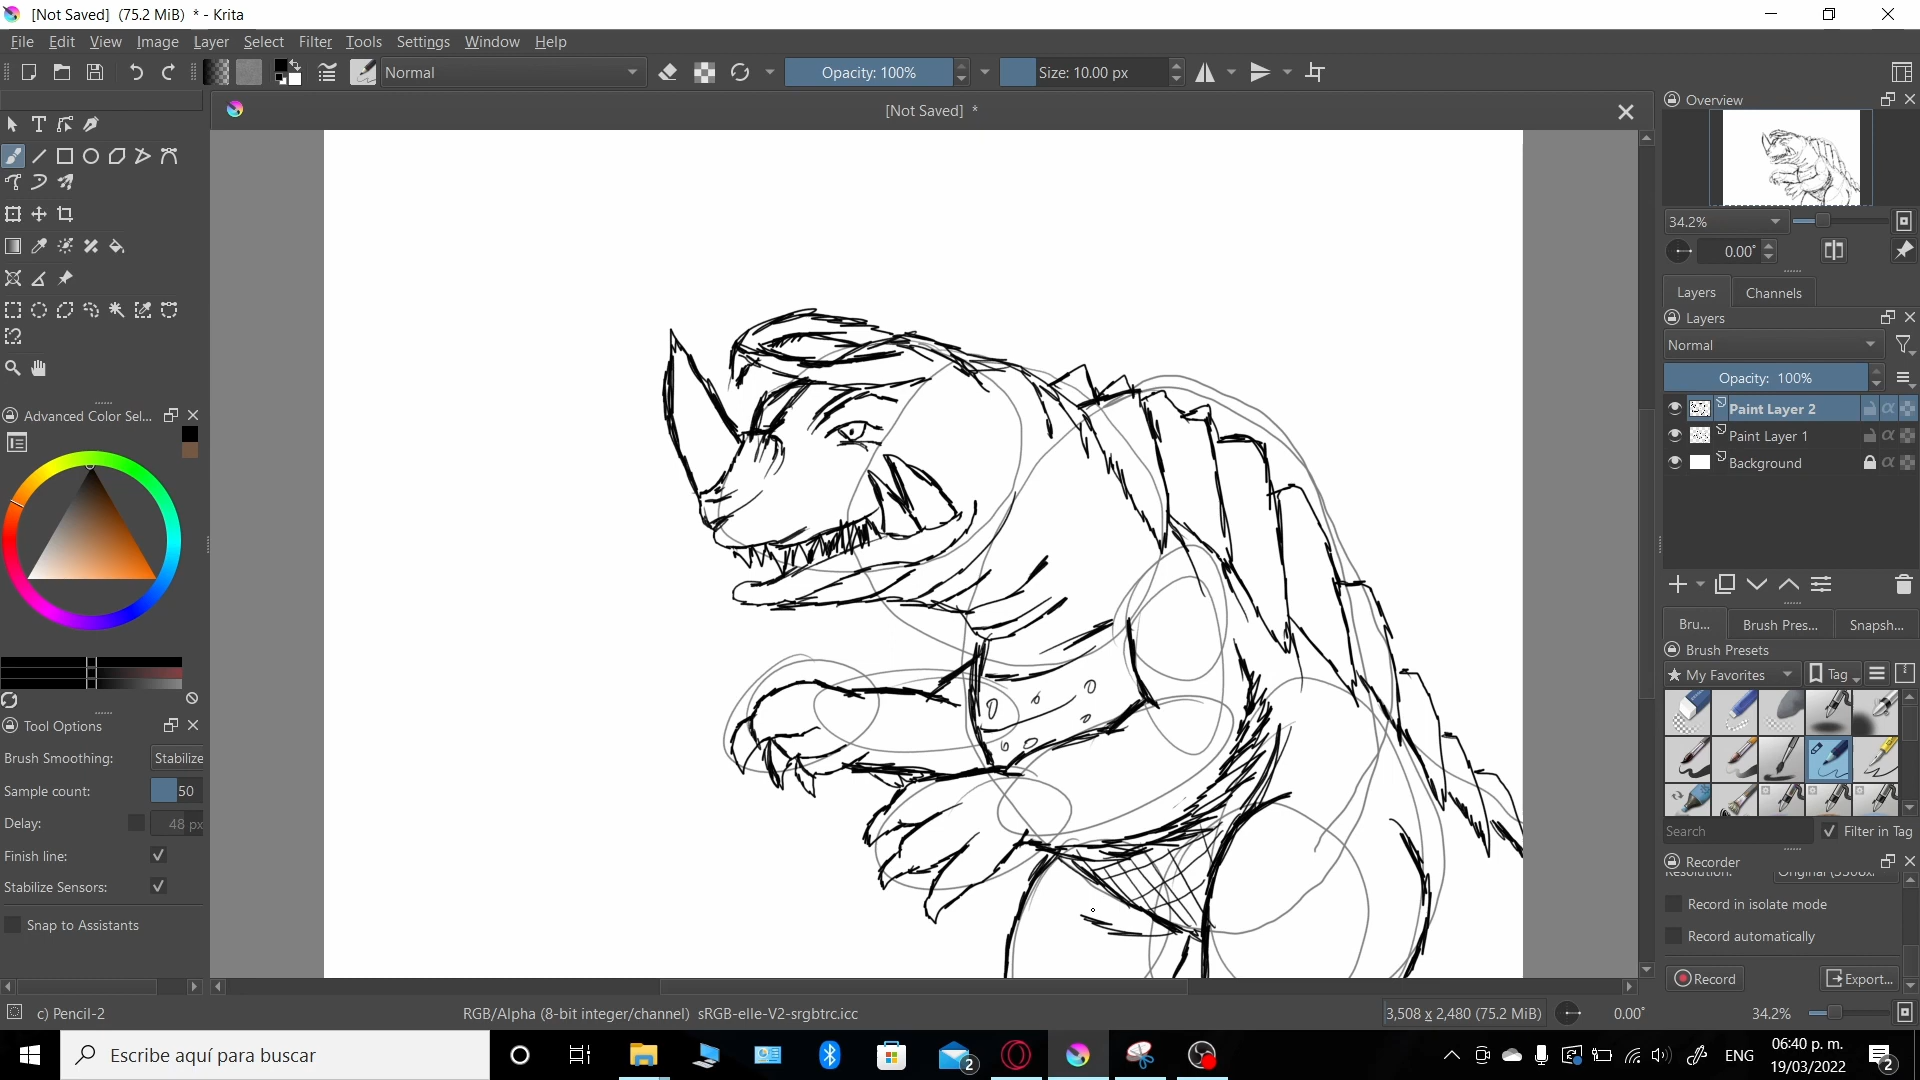 [Not Saved] (75.2 MiB) * - Krita
File Edit View Image Layer Select Filter Tools Settings Window Help
Normal Opacity: 100% Size: 10.00 px
[Not Saved] *
Overview
34.2%
0.00°
Layers Channels
Layers
Normal
Opacity: 100%
Paint Layer 2
Paint Layer 1
Background
Advanced Color Sel...
Bru... Brush Pres... Snapsh...
Brush Presets
My Favorites Tag
Search Filter in Tag
Tool Options
Brush Smoothing: Stabilize
Sample count: 50
Delay: 48 px
Finish line:
Stabilize Sensors:
Snap to Assistants
Recorder
Record in isolate mode
Record automatically
Record Export...
c) Pencil-2 RGB/Alpha (8-bit integer/channel) sRGB-elle-V2-srgbtrc.icc 3,508 x 2,480 (75.2 MiB) 0.00° 34.2%
Escribe aquí para buscar 2 ENG 06:40 p. m. 2
19/03/2022